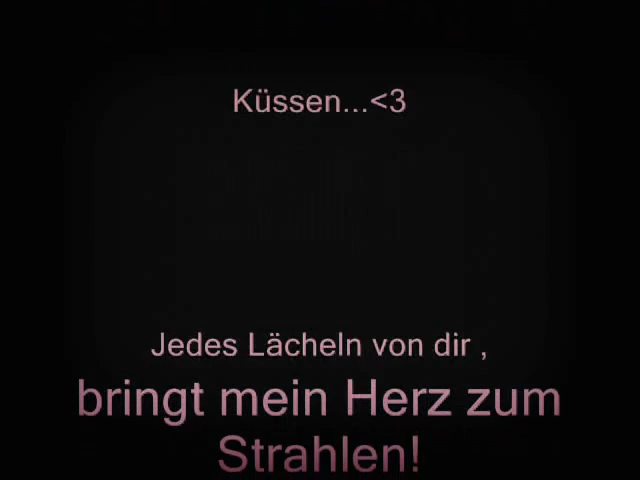 Küssen...<3
Jedes Lächeln von dir ,
bringt mein Herz zum
Strahlen!